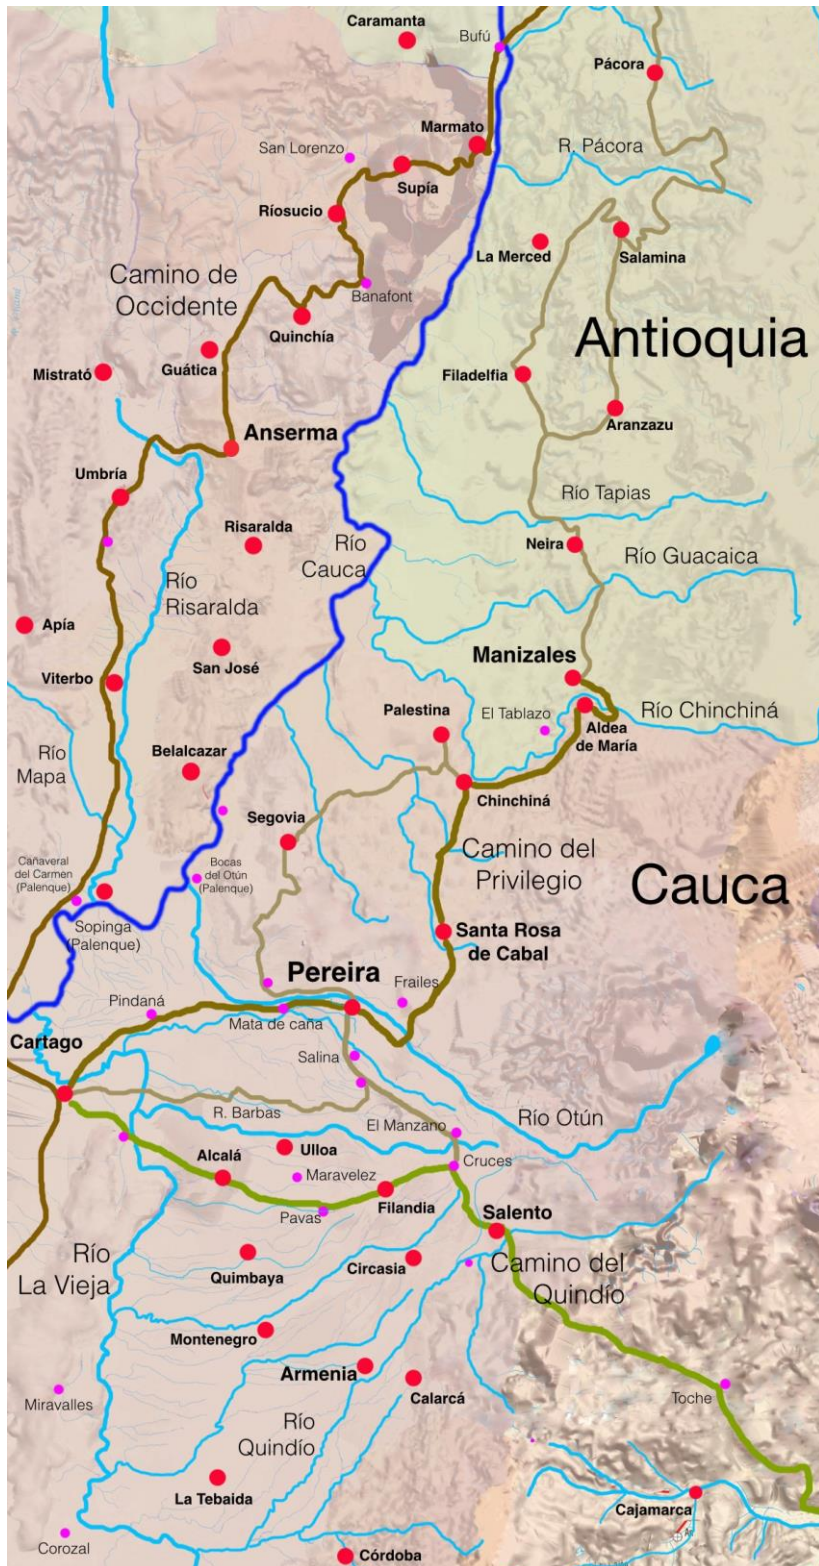 Caramanta
Bufú
Pácora
Marmato
San Lorenzo
R. Pácora
Supía
Ríosucio
La Merced
Salamina
Camino de
Occidente
Banafont
Quinchía
Antioquia
Guática
Mistrató
Filadelfia
Aranzazu
Anserma
Umbría
Río Tapias
Risaralda
Río
Cauca
Neira
Río Guacaica
Río
Risaralda
Apía
San José
Manizales
Viterbo
Palestina
El Tablazo
Río Chinchiná
Aldea
de María
Río
Mapa
Belalcazar
Chinchiná
Segovia
Camino del
Privilegio
Cañaveral
del Carmen
(Palenque)
Bocas
del Otún
(Palenque)
Cauca
Sopinga
(Palenque)
Santa Rosa
de Cabal
Pereira
Frailes
Pindaná
Mata de caña
Cartago
Salina
R. Barbas
El Manzano
Río Otún
Ulloa
Alcalá
Maravelez
Cruces
Pavas
Filandia
Salento
Río
La Vieja
Quimbaya
Circasia
Camino del
Quindío
Montenegro
Armenia
Calarcá
Miravalles
Toche
Río
Quindío
La Tebaida
Cajamarca
Corozal
Córdoba